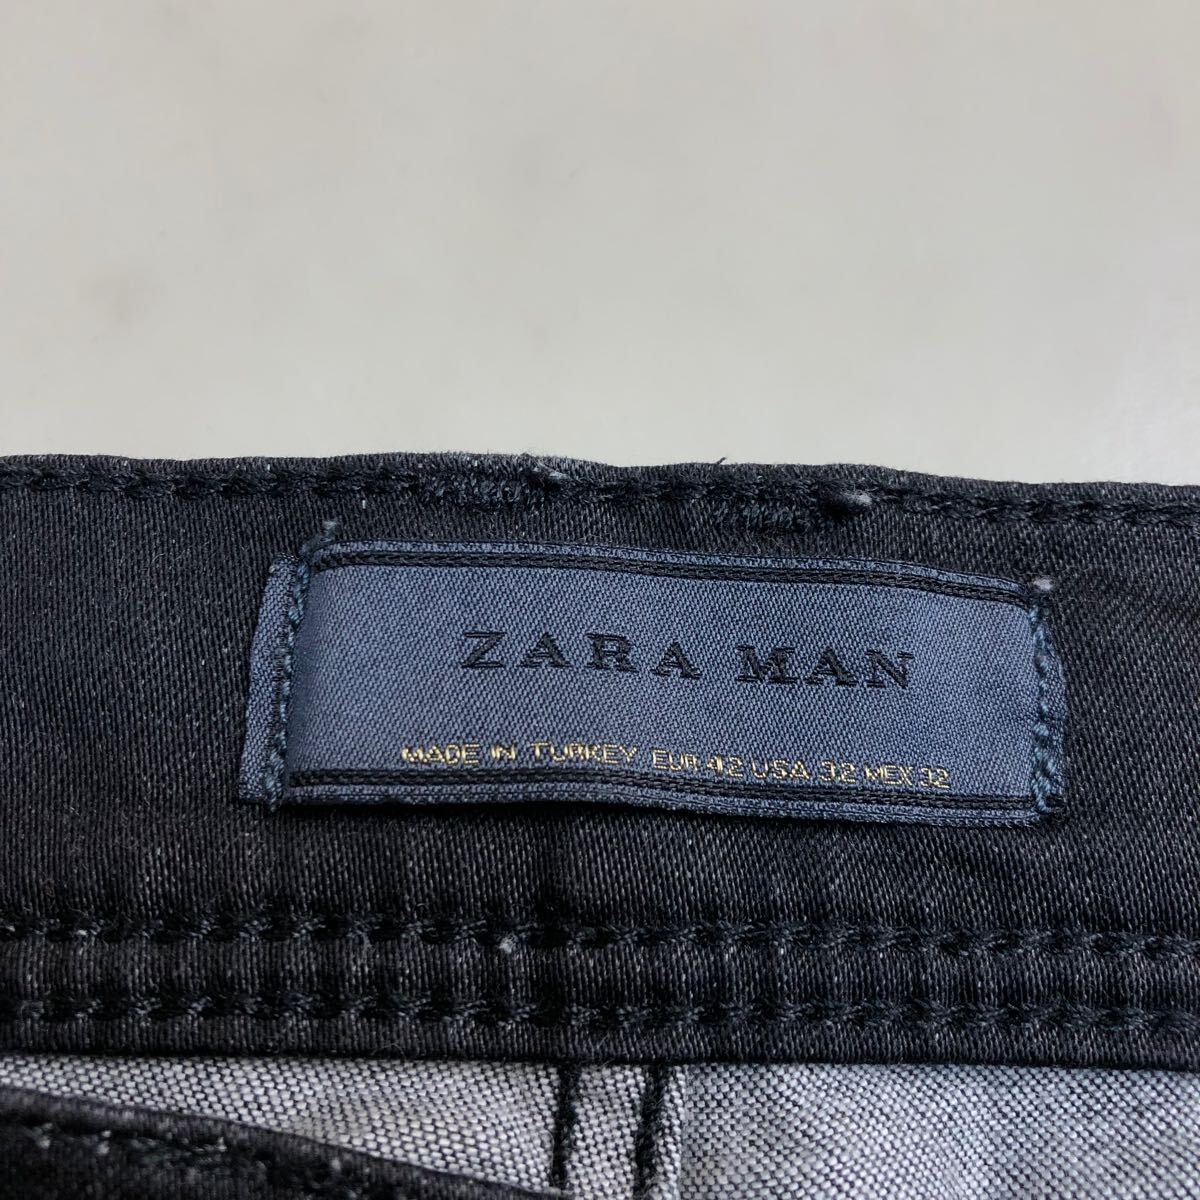 ZARA MAN
MADE IN TURKEY EUR 42 USA 32 MEX 32